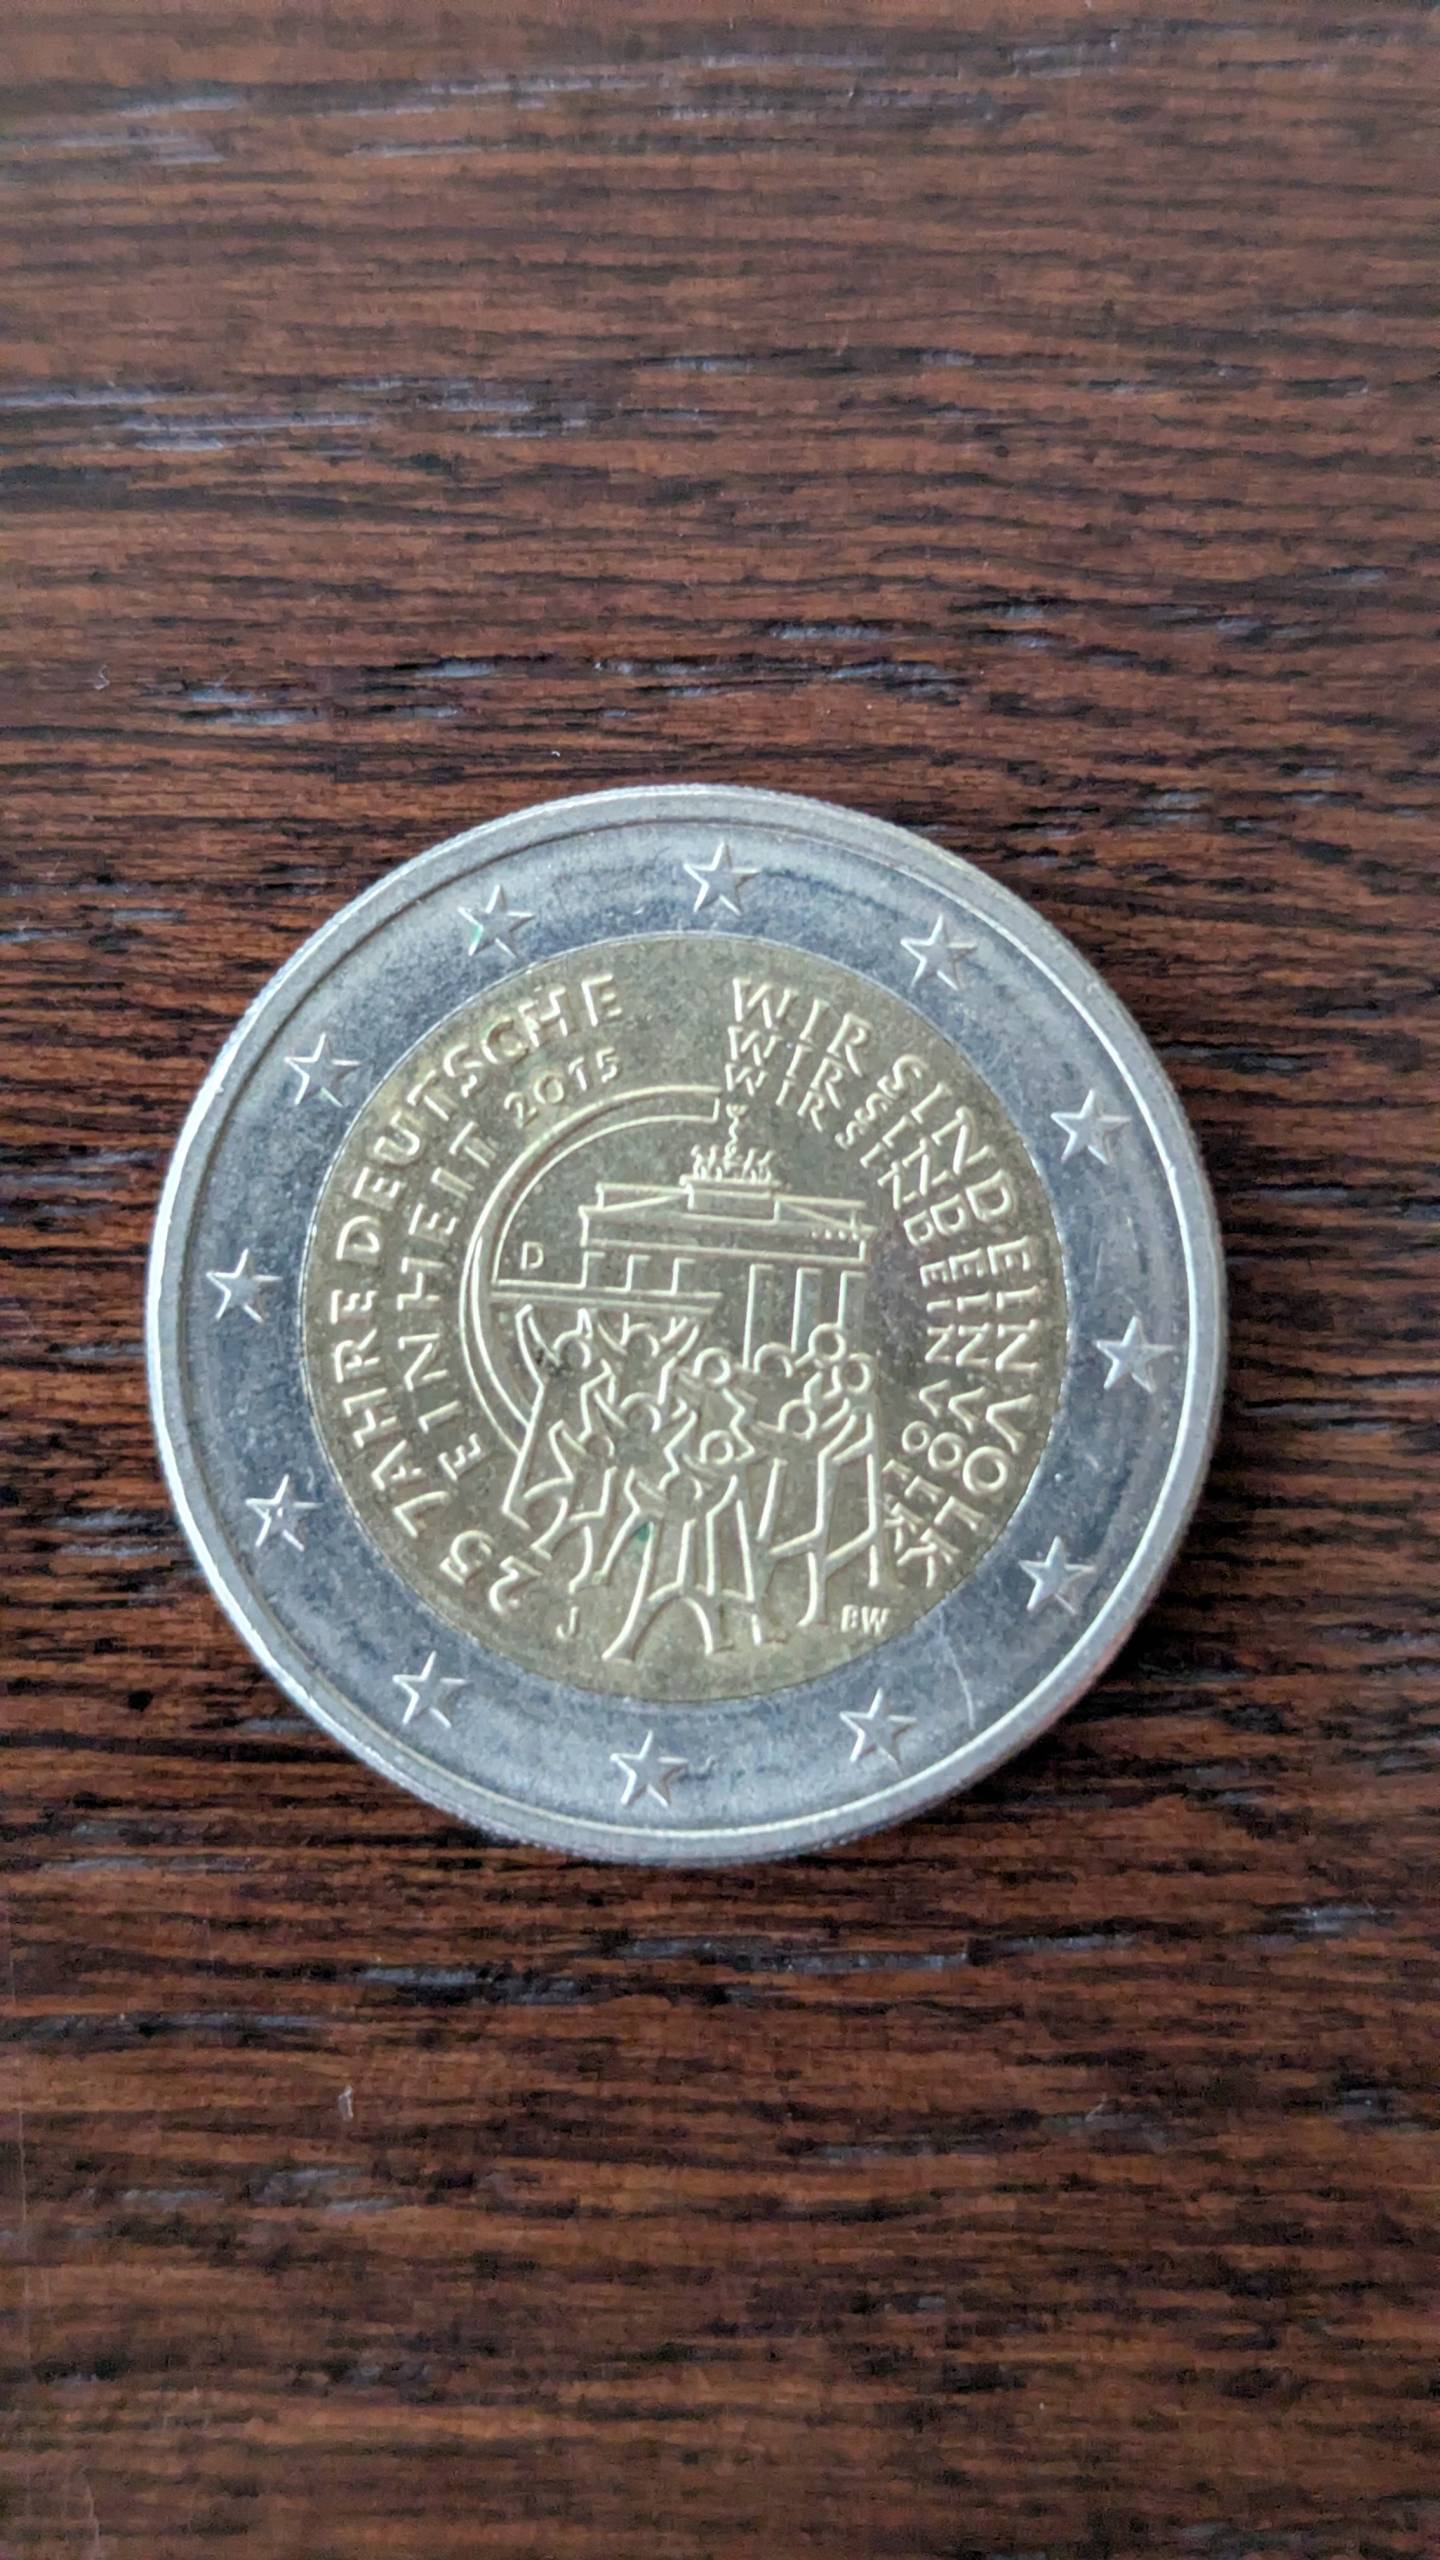 25 JAHRE DEUTSCHE
EINHEIT 2015
WIR SIND EIN VOLK
WIR SIND EIN VOLK
WIR SIND EIN VOLK
D
J
BW